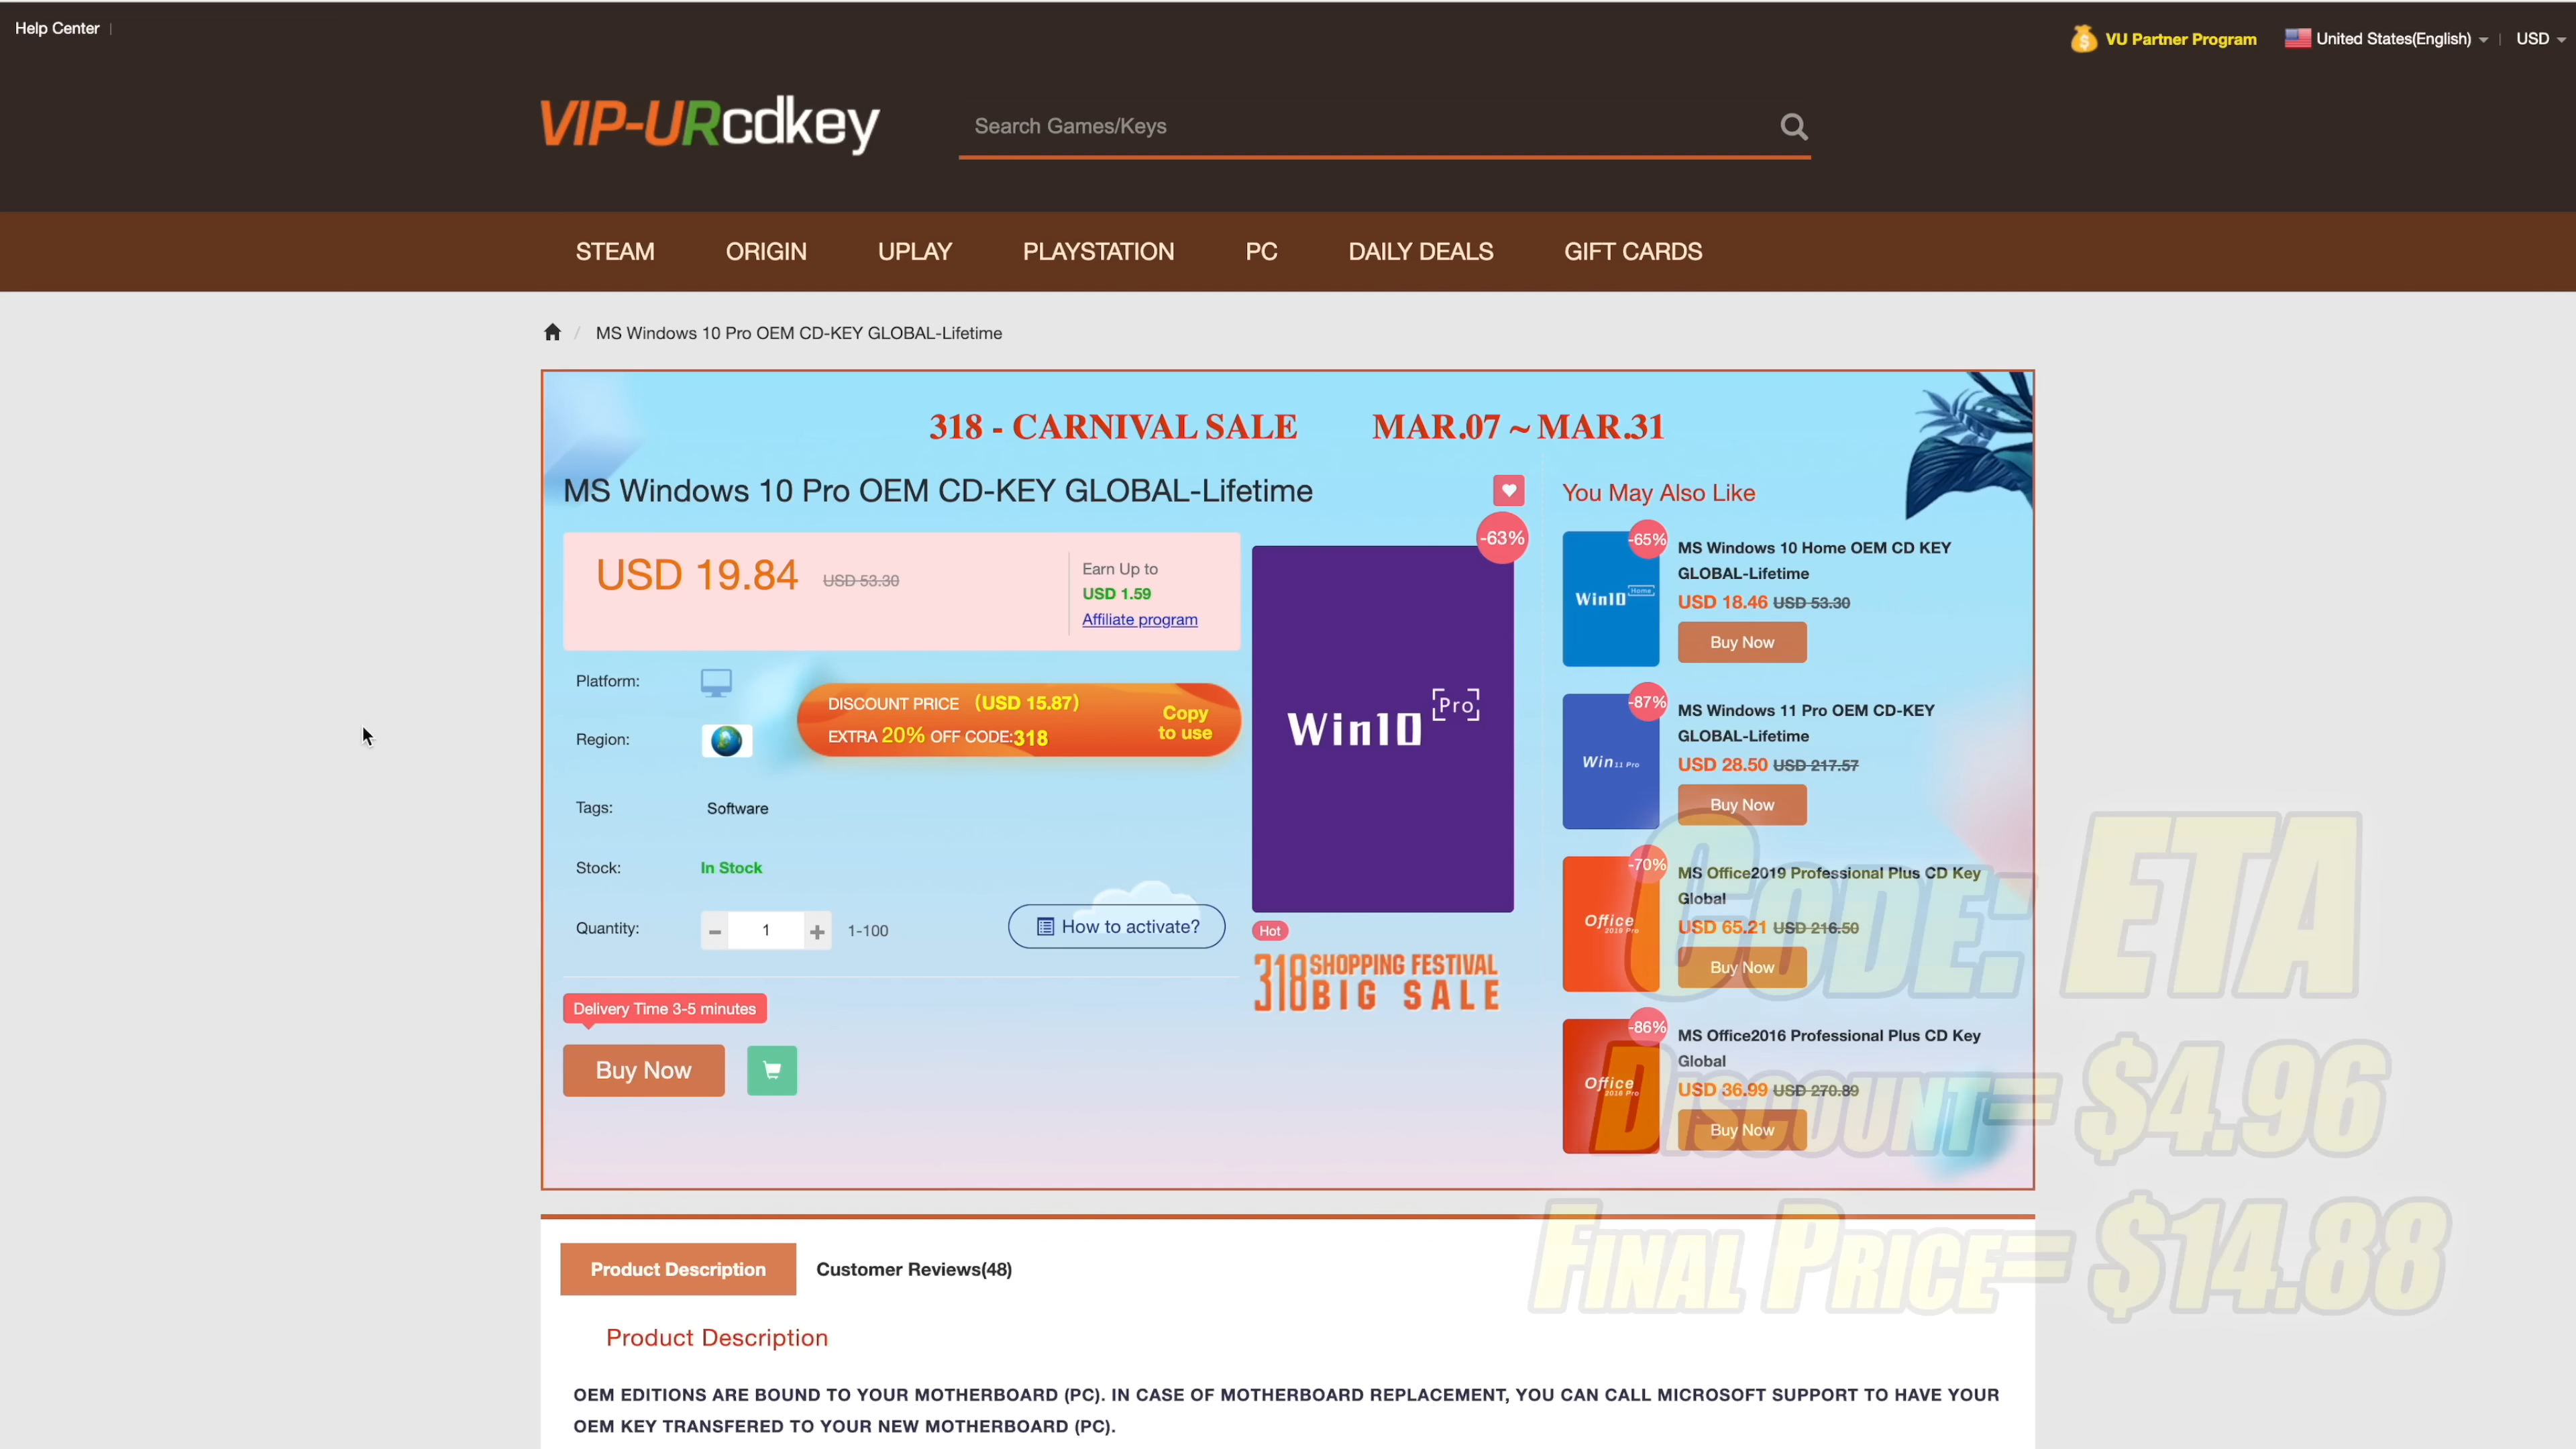 Help Center |
VU Partner Program
United States(English)
| USD
VIP-URcdkey
Search Games/Keys
STEAM
ORIGIN
UPLAY
PLAYSTATION
PC
DAILY DEALS
GIFT CARDS
/ MS Windows 10 Pro OEM CD-KEY GLOBAL-Lifetime
318 - CARNIVAL SALE MAR.07 ~ MAR.31
MS Windows 10 Pro OEM CD-KEY GLOBAL-Lifetime
USD 19.84 USD 53.30
Earn Up to
USD 1.59
Affiliate program
Platform:
DISCOUNT PRICE (USD 15.87)
EXTRA 20% OFF CODE:318
Copy
to use
Region:
Tags:
Software
Stock:
In Stock
Quantity:
- 1 + 1-100
How to activate?
Delivery Time 3-5 minutes
Buy Now
-63%
Win10 [Pro]
Hot
318 SHOPPING FESTIVAL
BIG SALE
You May Also Like
-65%
Win10 Home
MS Windows 10 Home OEM CD KEY
GLOBAL-Lifetime
USD 18.46 USD 53.30
Buy Now
-87%
Win 11 Pro
MS Windows 11 Pro OEM CD-KEY
GLOBAL-Lifetime
USD 28.50 USD 217.57
Buy Now
-70%
Office
2019 Pro
MS Office2019 Professional Plus CD Key
Global
USD 65.21 USD 216.50
Buy Now
-86%
Office
2016 Pro
MS Office2016 Professional Plus CD Key
Global
USD 36.99 USD 270.89
Buy Now
CODE: ETA
DISCOUNT= $4.96
FINAL PRICE= $14.88
Product Description
Customer Reviews(48)
Product Description
OEM EDITIONS ARE BOUND TO YOUR MOTHERBOARD (PC). IN CASE OF MOTHERBOARD REPLACEMENT, YOU CAN CALL MICROSOFT SUPPORT TO HAVE YOUR
OEM KEY TRANSFERED TO YOUR NEW MOTHERBOARD (PC).